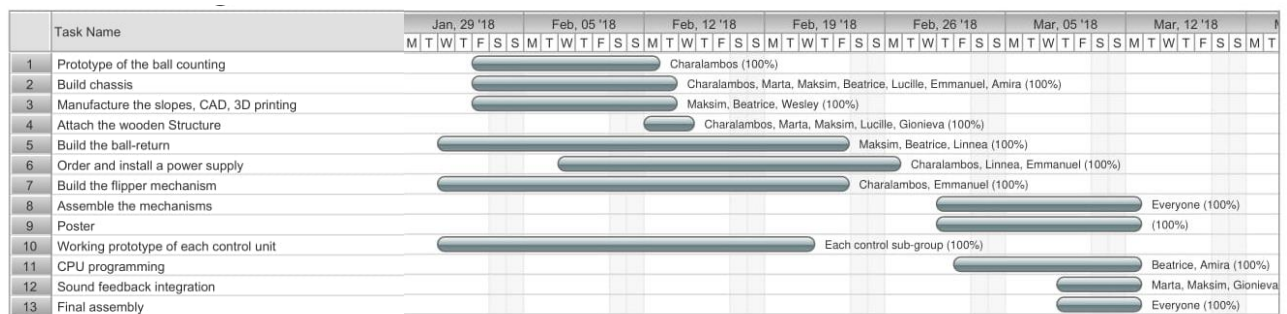 Task Name
Jan, 29 '18 Feb, 05 '18 Feb, 12 '18 Feb, 19 '18 Feb, 26 '18 Mar, 05 '18 Mar, 12 '18
M T W T F S S M T W T F S S M T W T F S S M T W T F S S M T W T F S S M T W T F S S M T W T F S S M T
1 Prototype of the ball counting Charalambos (100%)
2 Build chassis Charalambos, Marta, Maksim, Beatrice, Lucille, Emmanuel, Amira (100%)
3 Manufacture the slopes, CAD, 3D printing Maksim, Beatrice, Wesley (100%)
4 Attach the wooden Structure Charalambos, Marta, Maksim, Lucille, Gionieva (100%)
5 Build the ball-return Maksim, Beatrice, Linnea (100%)
6 Order and install a power supply Charalambos, Linnea, Emmanuel (100%)
7 Build the flipper mechanism Charalambos, Emmanuel (100%)
8 Assemble the mechanisms Everyone (100%)
9 Poster (100%)
10 Working prototype of each control unit Each control sub-group (100%)
11 CPU programming Beatrice, Amira (100%)
12 Sound feedback integration Marta, Maksim, Gionieva
13 Final assembly Everyone (100%)